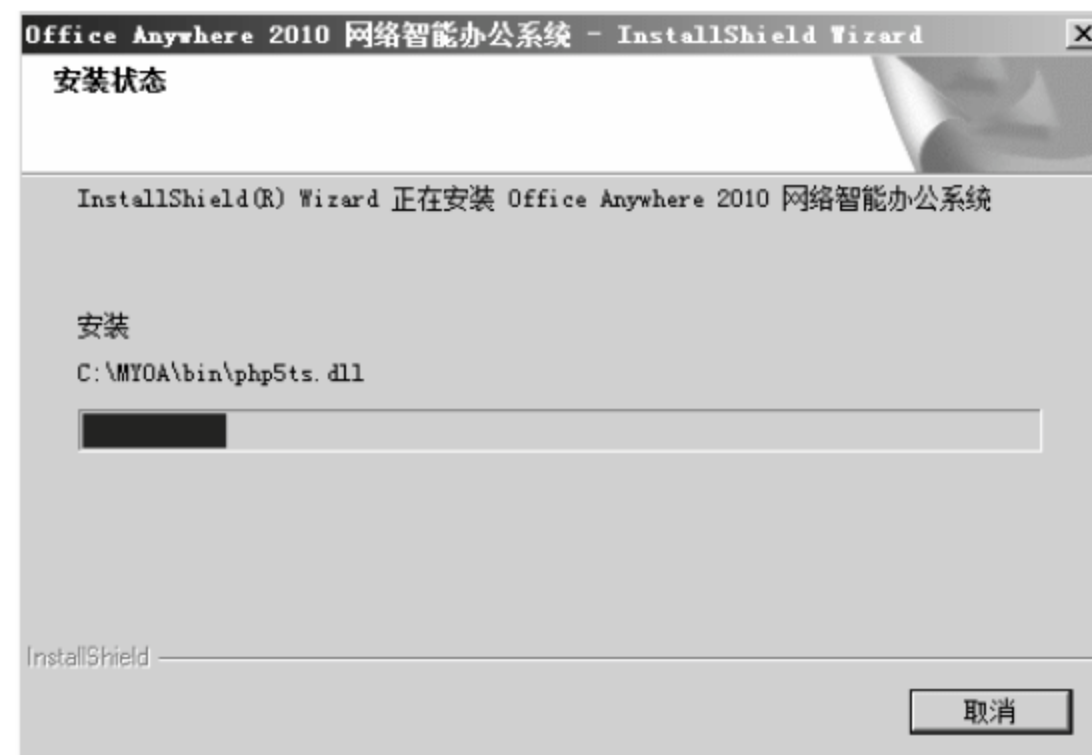 Office Anywhere 2010 网络智能办公系统 - InstallShield Wizard
安装状态
InstallShield(R) Wizard 正在安装 Office Anywhere 2010 网络智能办公系统
安装
C:\MYOA\bin\php5ts.dll
InstallShield
取消